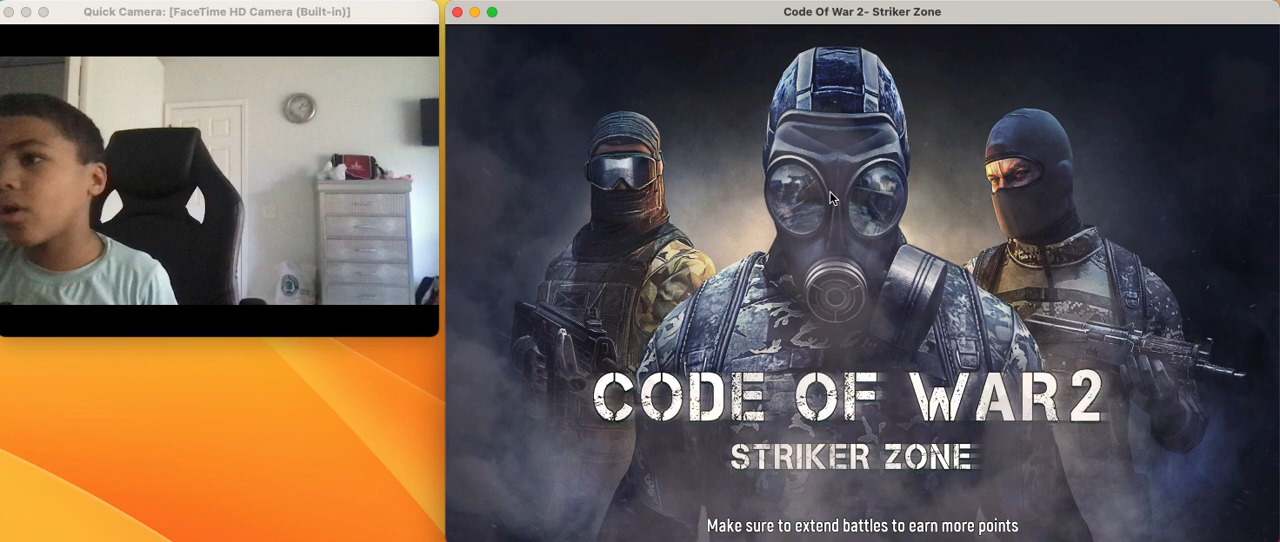 Quick Camera: [FaceTime HD Camera (Built-in)]
Code Of War 2- Striker Zone
CODE OF WAR 2
STRIKER ZONE
Make sure to extend battles to earn more points